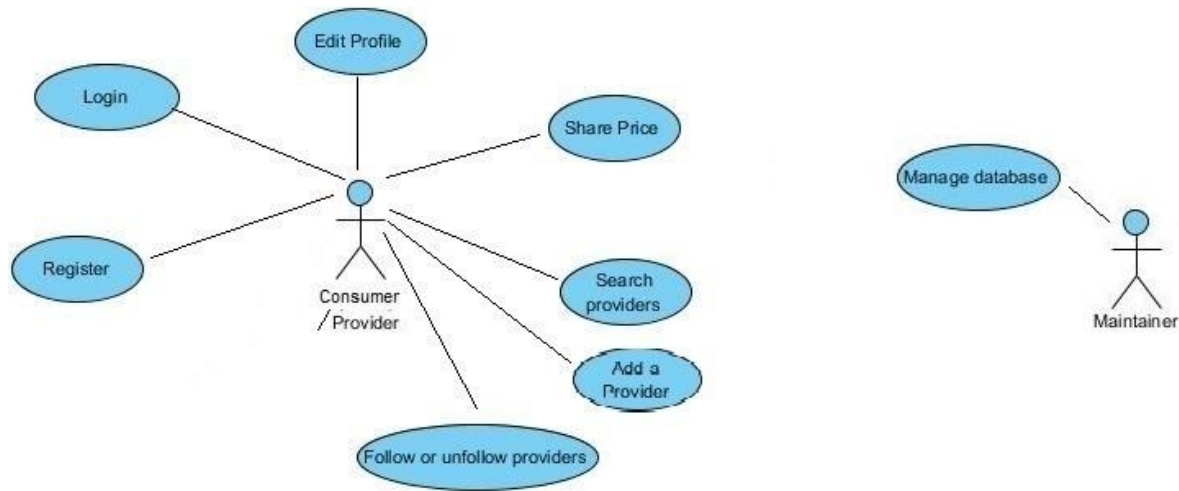 Edit Profile
Login
Share Price
Manage database
Register
Search
providers
Consumer
/ Provider
Maintainer
Add a
Provider
Follow or unfollow providers